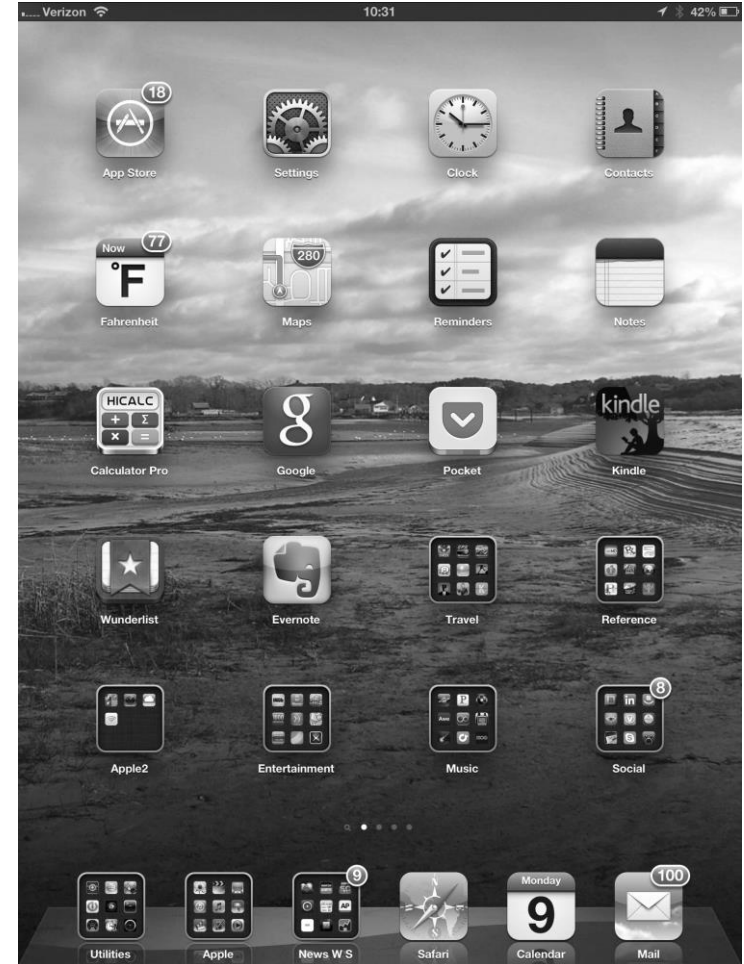 Verizon 10:31 42%
18
App Store Settings Clock Contacts
Now 77
°F 280
Fahrenheit Maps Reminders Notes
HICALC
+ Σ g kindle
× =
Calculator Pro Google Pocket Kindle
Wunderlist Evernote Travel Reference
8
Apple2 Entertainment Music Social
9 Monday 100
9
Utilities Apple News W S Safari Calendar Mail